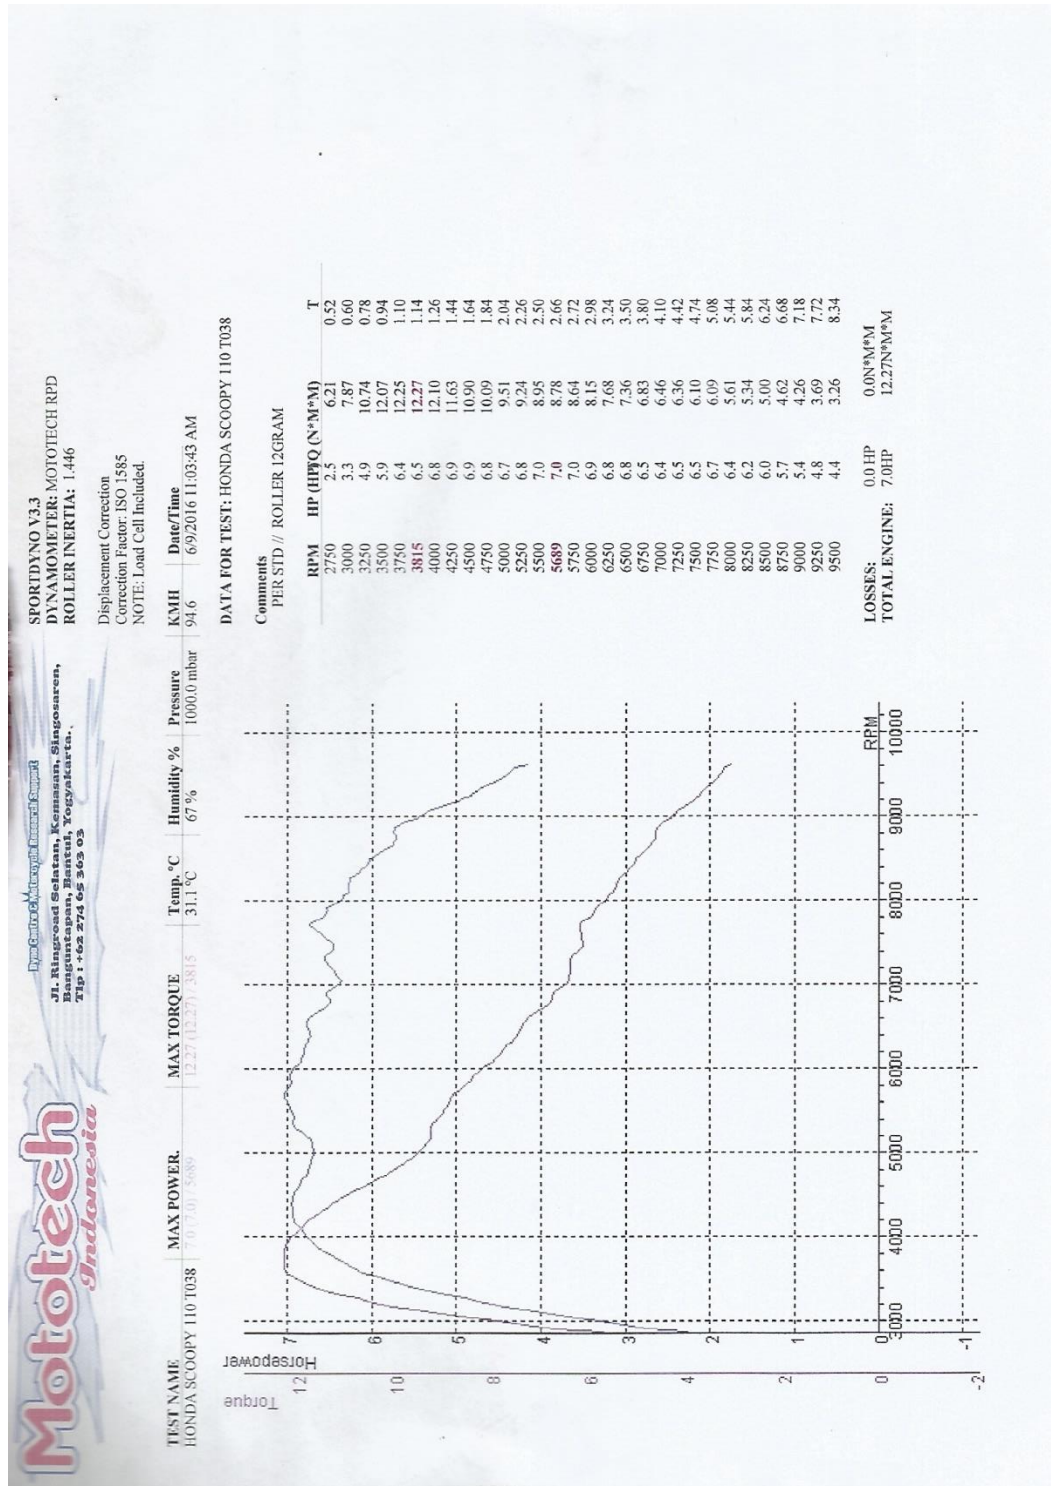 Mototech
Indonesia
Dyno Centre & Motorcycle Research Support
Jl. Ringroad Selatan, Kemasan, Singosaren,
Banguntapan, Bantul, Yogyakarta.
Tlp : +62 274 65 363 03
SPORTDYNO V3.3
DYNAMOMETER: MOTOTECH RPD
ROLLER INERTIA: 1.446
Displacement Correction
Correction Factor: ISO 1585
NOTE: Load Cell Included.
TEST NAME MAX POWER. MAX TORQUE Temp. °C Humidity % Pressure KMH Date/Time
HONDA SCOOPY 110 T038 7.0 (7.0) / 5689 12.27 (12.27) / 3815 31.1 °C 67 % 1000.0 mbar 94.6 6/9/2016 11:03:43 AM
DATA FOR TEST: HONDA SCOOPY 110 T038
Comments
PER STD // ROLLER 12GRAM
RPM HP (HP) TQ (N*M*M) T
2750 2.5 6.21 0.52
3000 3.3 7.87 0.60
3250 4.9 10.74 0.78
3500 5.9 12.07 0.94
3750 6.4 12.25 1.10
3815 6.5 12.27 1.14
4000 6.8 12.10 1.26
4250 6.9 11.63 1.44
4500 6.9 10.90 1.64
4750 6.8 10.09 1.84
5000 6.7 9.51 2.04
5250 6.8 9.24 2.26
5500 7.0 8.95 2.50
5689 7.0 8.78 2.66
5750 7.0 8.64 2.72
6000 6.9 8.15 2.98
6250 6.8 7.68 3.24
6500 6.8 7.36 3.50
6750 6.5 6.83 3.80
7000 6.4 6.46 4.10
7250 6.5 6.36 4.42
7500 6.5 6.10 4.74
7750 6.7 6.09 5.08
8000 6.4 5.61 5.44
8250 6.2 5.34 5.84
8500 6.0 5.00 6.24
8750 5.7 4.62 6.68
9000 5.4 4.26 7.18
9250 4.8 3.69 7.72
9500 4.4 3.26 8.34
LOSSES: 0.0 HP 0.0N*M*M
TOTAL ENGINE: 7.0HP 12.27N*M*M
Torque
Horsepower
12
10
8
6
4
2
0
-2
7
6
5
4
3
2
1
0
-1
3000 4000 5000 6000 7000 8000 9000 10000
RPM